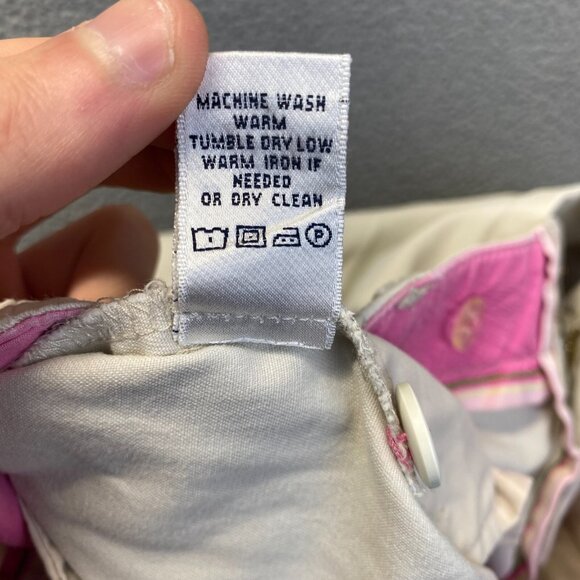 MACHINE WASH
WARM
TUMBLE DRY LOW
WARM IRON IF
NEEDED
OR DRY CLEAN
P